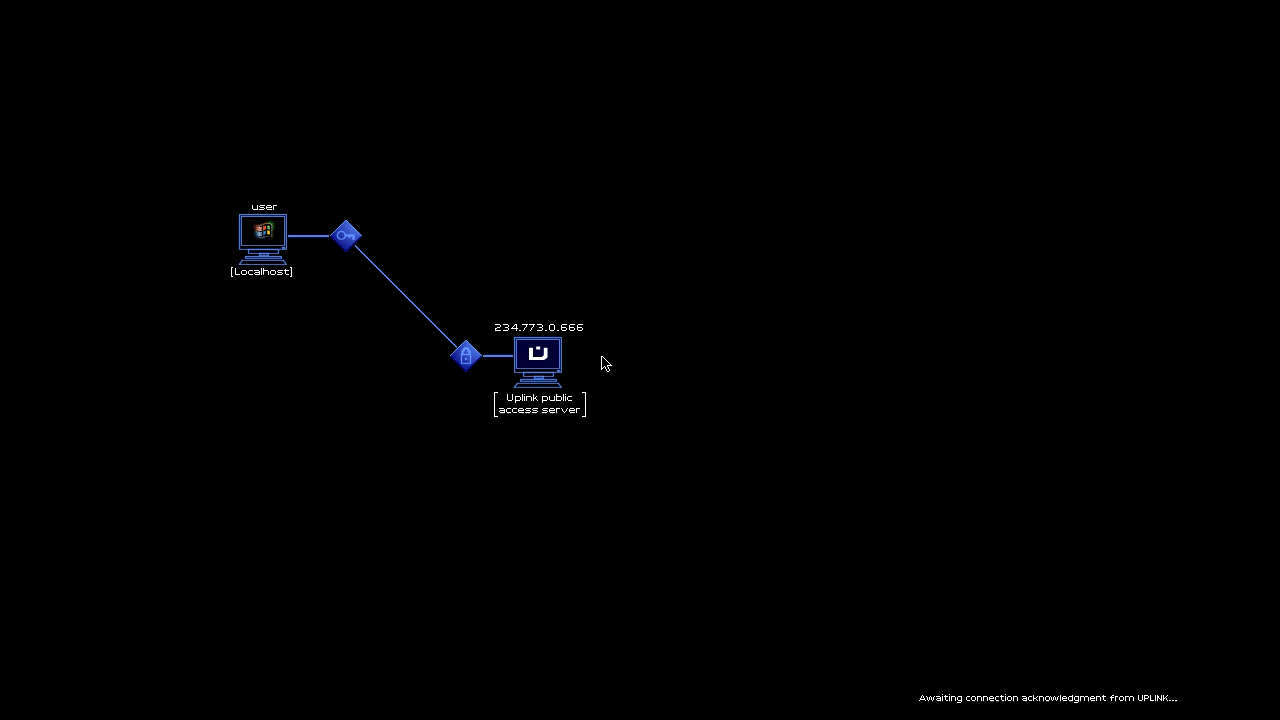 user
[Localhost]
234.773.0.666
Uplink public
access server
Awaiting connection acknowledgment from UPLINK...